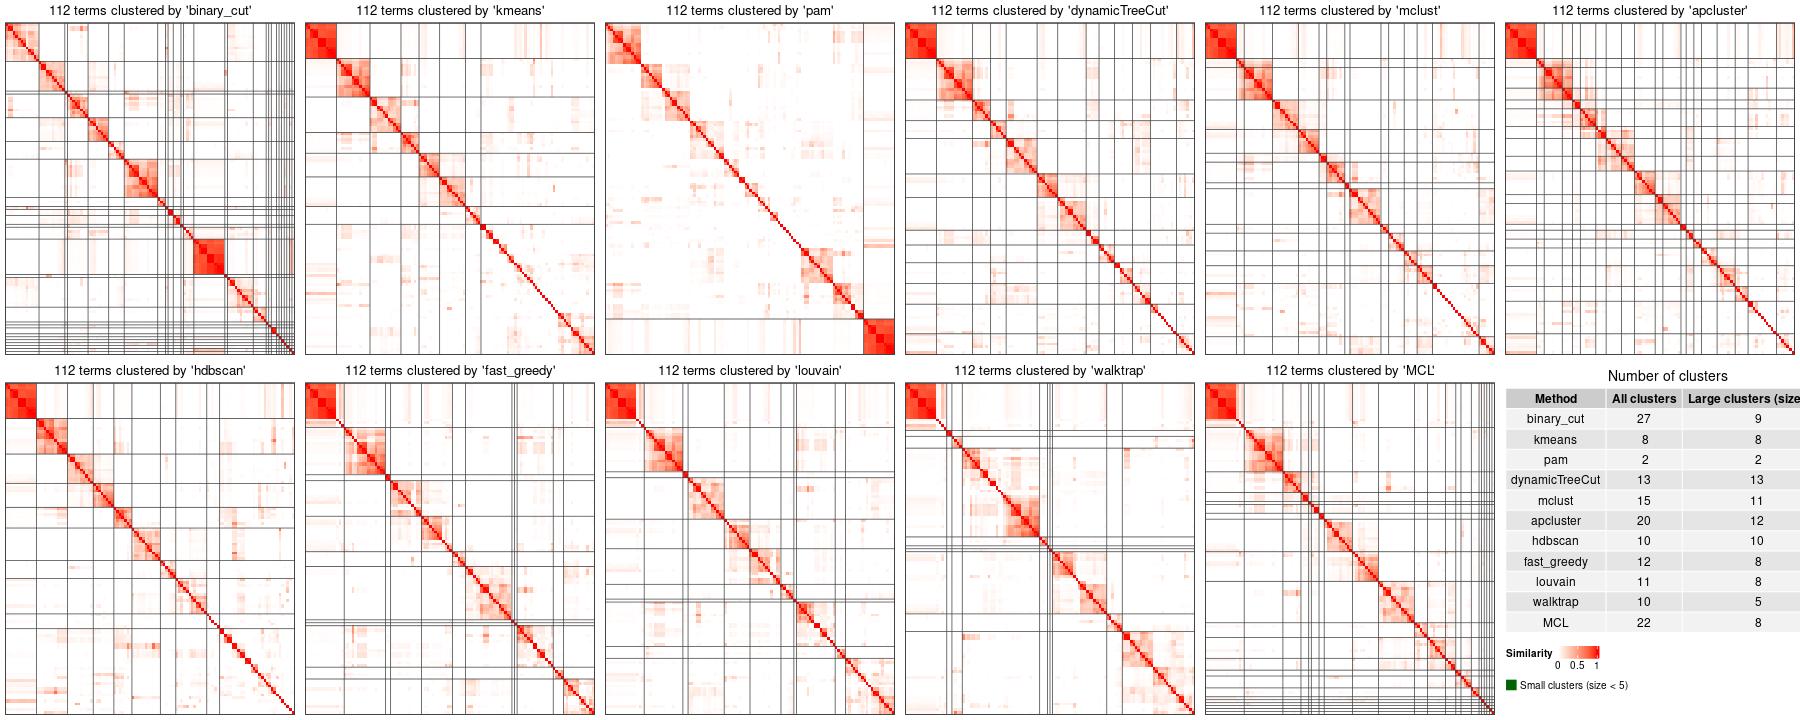 112 terms clustered by 'binary_cut'
112 terms clustered by 'kmeans'
112 terms clustered by 'pam'
112 terms clustered by 'dynamicTreeCut'
112 terms clustered by 'mclust'
112 terms clustered by 'apcluster'
112 terms clustered by 'hdbscan'
112 terms clustered by 'fast_greedy'
112 terms clustered by 'louvain'
112 terms clustered by 'walktrap'
112 terms clustered by 'MCL'
Number of clusters
Method All clusters Large clusters (size
binary_cut 27 9
kmeans 8 8
pam 2 2
dynamicTreeCut 13 13
mclust 15 11
apcluster 20 12
hdbscan 10 10
fast_greedy 12 8
louvain 11 8
walktrap 10 5
MCL 22 8
Similarity
0 0.5 1
Small clusters (size < 5)